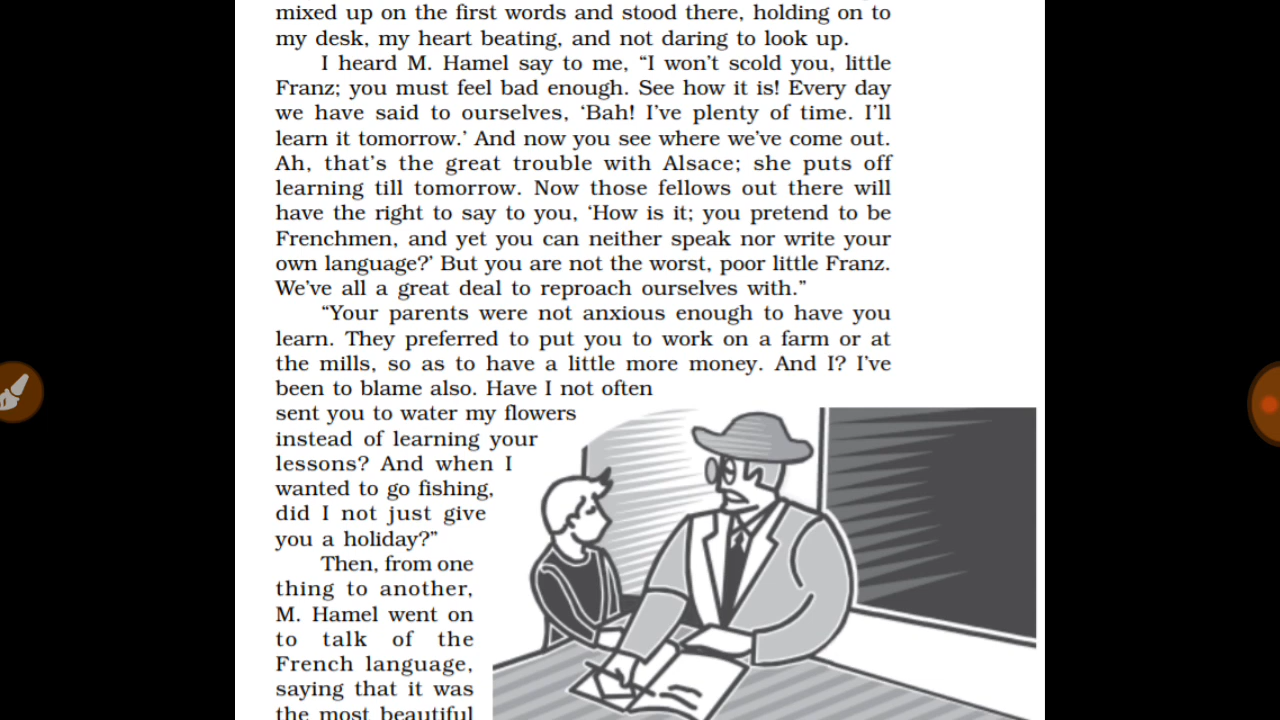 mixed up on the first words and stood there, holding on to
my desk, my heart beating, and not daring to look up.
I heard M. Hamel say to me, “I won’t scold you, little
Franz; you must feel bad enough. See how it is! Every day
we have said to ourselves, ‘Bah! I’ve plenty of time. I’ll
learn it tomorrow.’ And now you see where we’ve come out.
Ah, that’s the great trouble with Alsace; she puts off
learning till tomorrow. Now those fellows out there will
have the right to say to you, ‘How is it; you pretend to be
Frenchmen, and yet you can neither speak nor write your
own language?’ But you are not the worst, poor little Franz.
We’ve all a great deal to reproach ourselves with.”
“Your parents were not anxious enough to have you
learn. They preferred to put you to work on a farm or at
the mills, so as to have a little more money. And I? I’ve
been to blame also. Have I not often
sent you to water my flowers
instead of learning your
lessons? And when I
wanted to go fishing,
did I not just give
you a holiday?”
Then, from one
thing to another,
M. Hamel went on
to talk of the
French language,
saying that it was
the most beautiful